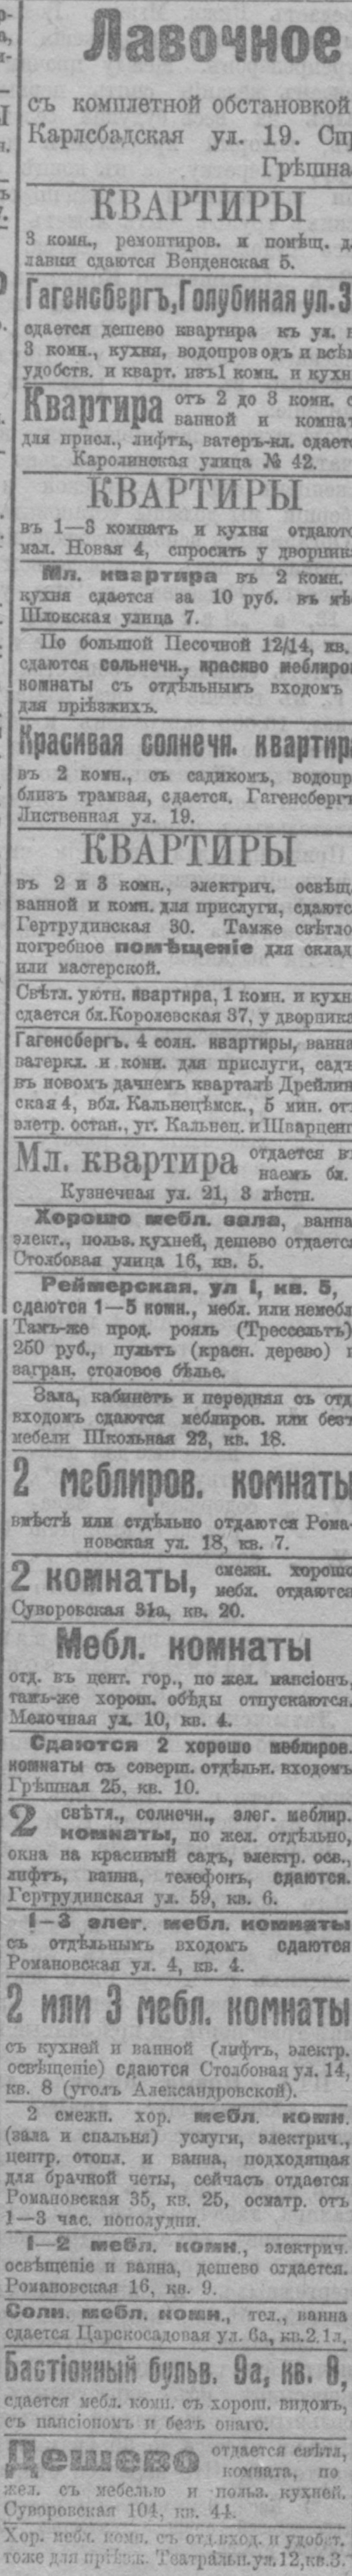 Лавочное
съ комплетной обстановкой
Карлсбадская ул. 19.
Грѣшна
КВАРТИРЫ
3 комн., ремонтиров. и помѣщ. д
лавки сдаются Венденская 5.
Гагенсбергъ, Голубиная ул. 3
сдается дешево квартира къ ул.
3 комн., кухня, водопроводъ и всѣ
удобств. и кварт. изъ 1 комн. и кухн
Квартира отъ 2 до 3 комн. с
ванной и комнат
для присл., лифтъ, ватеръ-кл. сдает
Каролинская улица № 42.
КВАРТИРЫ
въ 1—3 комнатъ и кухня отдаютс
мал. Новая 4, спросить у дворник
Мл. квартира въ 2 комн.
кухня сдается за 10 руб. въ мѣ
Шлокская улица 7.
По большой Песочной 12/14, кв.
сдаются сольнечн., красиво меблиро
комнаты съ отдѣльнымъ входомъ
для пріѣзжихъ.
Красивая солнечн. квартир
въ 2 комн., съ садикомъ, водопр
близъ трамвая, сдается. Гагенсберг
Лиственная ул. 19.
КВАРТИРЫ
въ 2 и 3 комн., электрич. освѣщ
ванной и комн. для прислуги, сдаютс
Гертрудинская 30. Тамже свѣтло
погребное помѣщеніе для склад
или мастерской.
Свѣтл. уютн. квартира, 1 комн. и кухн
сдается бл. Королевская 37, у дворника
Гагенсбергъ. 4 солн. квартиры, ванна
ватеркл. и комн. для прислуги, садъ
въ новомъ дачнемъ кварталѣ Дрейлин
ская 4, вбл. Кальнецѣмск., 5 мин. от
элетр. остан., уг. Кальнец. и Шварценг
Мл. квартира отдается въ
наемъ бл.
Кузнечная ул. 21, 3 лѣстн.
Хорошо мебл. зала, ванна
элект., польз. кухней, дешево отдаетс
Столбовая улица 16, кв. 5.
Реймерская. ул 1, кв. 5,
сдаются 1—5 комн., мебл. или немебл
Тамъ-же прод. рояль (Трессельтъ)
250 руб., пультъ (красн. дерево)
загран. столовое бѣлье.
Зала, кабинетъ и передняя съ отд
входомъ сдаются меблиров. или без
мебели Школьная 22, кв. 18.
2 меблиров. комнаты
вмѣстѣ или отдѣльно отдаются Рома-
новская ул. 18, кв. 7.
2 комнаты, смежн. хорошо
мебл. отдаются
Суворовская 31а, кв. 20.
Мебл. комнаты
отд. въ цент. гор., по жел. пансіонъ,
тамъ-же хорош. обѣды отпускаются.
Мелочная ул. 10, кв. 4.
Сдаются 2 хорошо меблиров.
комнаты съ соверш. отдѣльн. входомъ
Грѣшная 25, кв. 10.
2 свѣтл., солнечн., элег. меблир.
комнаты, по жел. отдѣльно,
окна на красивый садъ, электр. осв.,
лифтъ, ванна, телефонъ, сдаются.
Гертрудинская ул. 59, кв. 6.
1—3 элег. мебл. комнаты
съ отдѣльнымъ входомъ сдаются
Романовская ул. 4, кв. 4.
2 или 3 мебл. комнаты
съ кухней и ванной (лифтъ, электр.
освѣщеніе) сдаются Столбовая ул. 14,
кв. 8 (уголъ Александровской).
2 смежн. хор. мебл. комн.
(зала и спальня) услуги, электрич.,
центр. отопл. и ванна, подходящая
для брачной четы, сейчасъ отдается
Романовская 35, кв. 25, осматр. отъ
1—3 час. пополудни.
1—2 мебл. комн., электрич.
освѣщеніе и ванна, дешево отдается.
Романовская 16, кв. 9.
Солн. мебл. комн., тел., ванна
сдается Царскосадовая ул. 6а, кв. 2. 1 л.
Бастіонный бульв. 9а, кв. 9,
сдается мебл. комн. съ хорош. видомъ,
съ пансіономъ и безъ онаго.
Дешево отдается свѣтл,
комната, по
жел. съ мебелью и польз. кухней.
Суворовская 104, кв. 44.
Хор. мебл. комн. съ отд. вход. и удобст.
тоже для пріѣзж. Театральн. ул. 12, кв. 3.